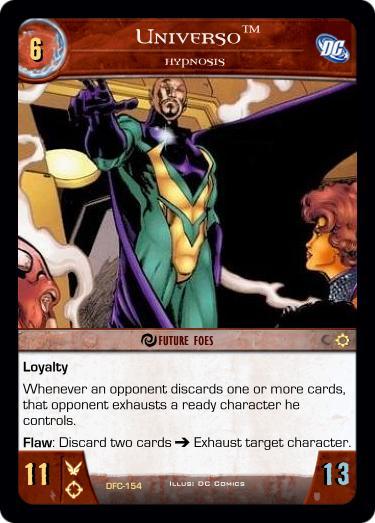 6
Universo™
HYPNOSIS
DC
FUTURE FOES
Loyalty
Whenever an opponent discards one or more cards,
that opponent exhausts a ready character he
controls.
Flaw: Discard two cards ➔ Exhaust target character.
11
DFC-154
Illus: DC Comics
13